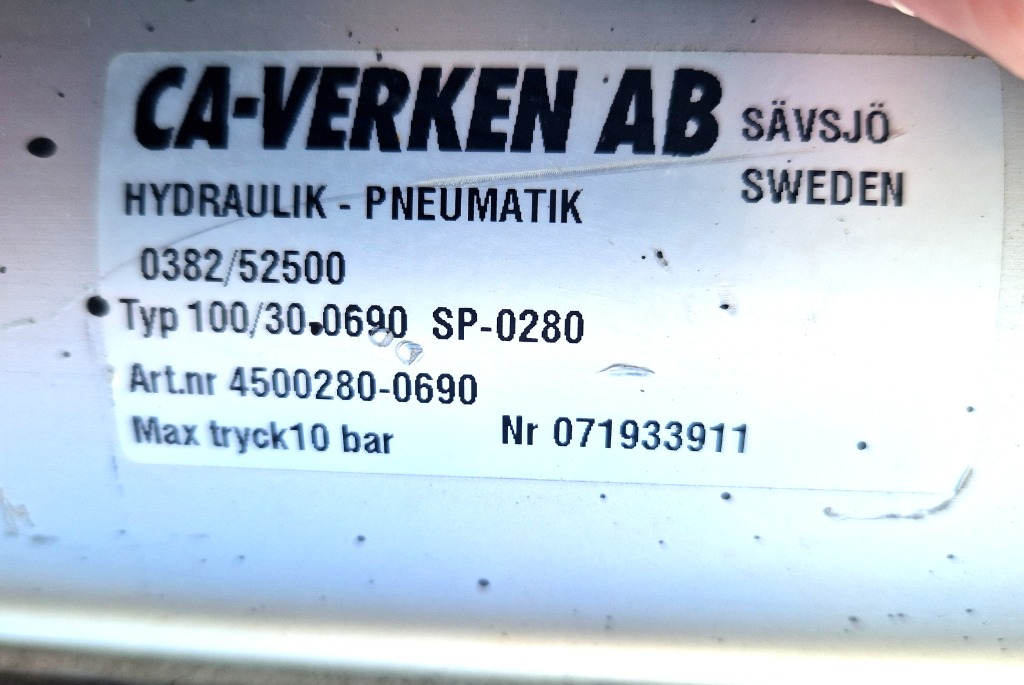 CA-VERKEN AB SÄVSJÖ
SWEDEN
HYDRAULIK - PNEUMATIK
0382/52500
Typ 100/30-0690 SP-0280
Art.nr 4500280-0690
Max tryck10 bar Nr 071933911